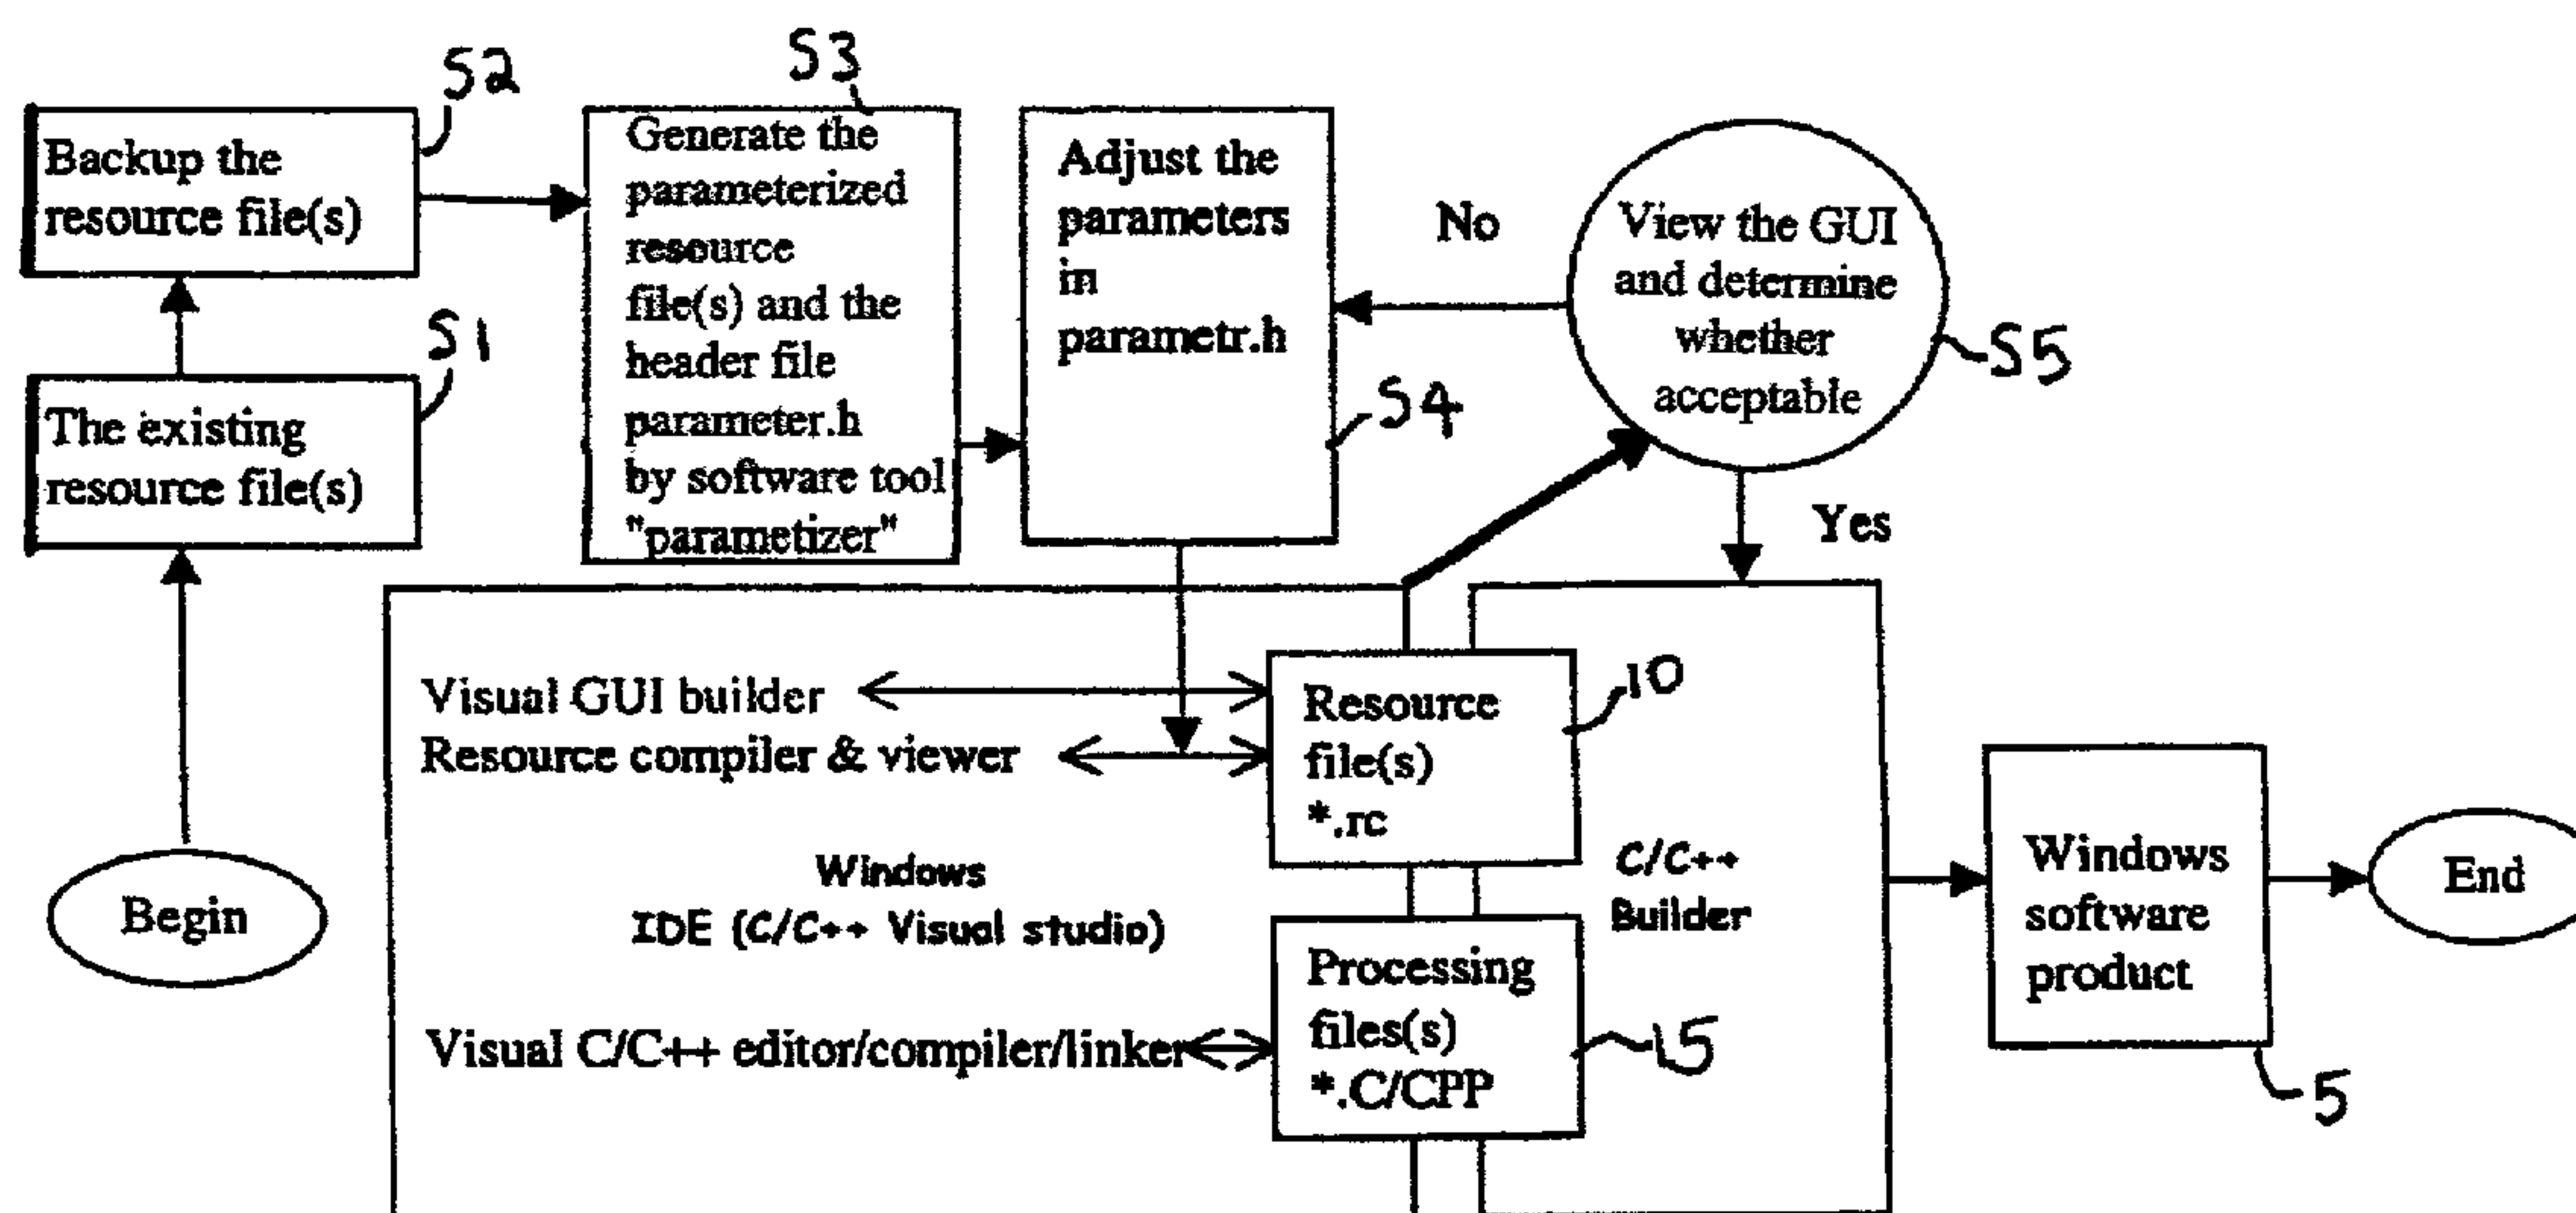 S2
Backup the
resource file(s)
S1
The existing
resource file(s)
Begin
S3
Generate the
parameterized
resource
file(s) and the
header file
parameter.h
by software tool
"parametizer"
Adjust the
parameters
in
parametr.h
S4
No
View the GUI
and determine
whether
acceptable
S5
Yes
Visual GUI builder
Resource compiler & viewer
Windows
IDE (C/C++ Visual studio)
Visual C/C++ editor/compiler/linker
Resource
file(s)
*.rc
10
C/C++
Builder
Processing
files(s)
*.C/CPP
15
Windows
software
product
5
End